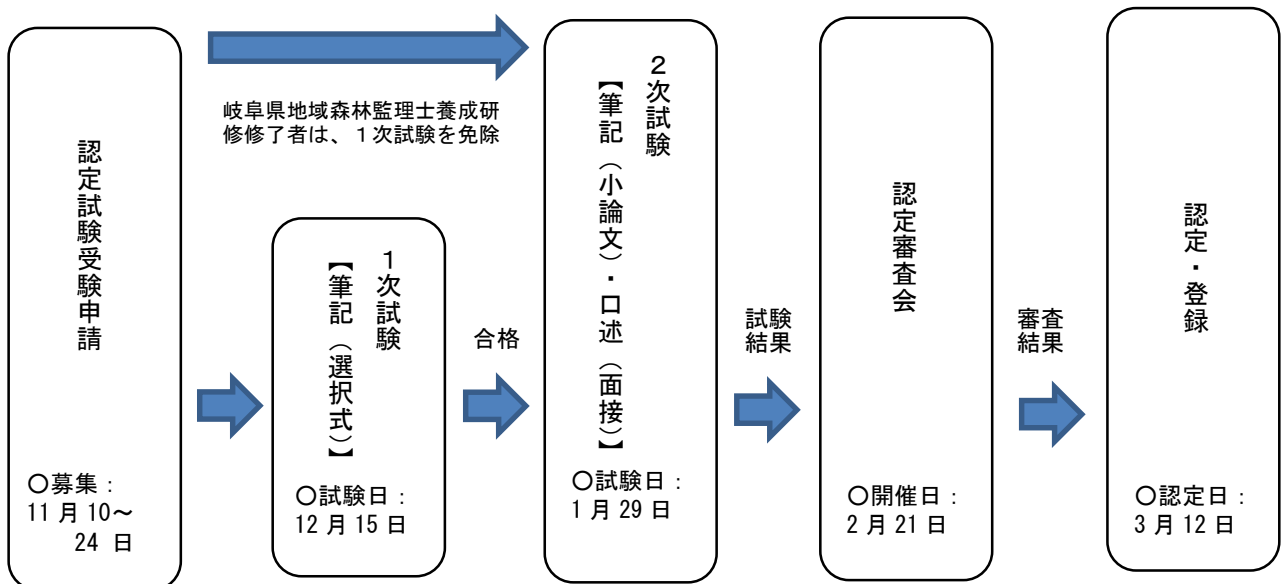 認定試験受験申請
○募集：
11月10～
24 日
岐阜県地域森林監理士養成研
修修了者は、1次試験を免除
1次試験
【筆記（選択式）】
○試験日：
12月15日
合格
2次試験
【筆記（小論文）・口述（面接）】
○試験日：
1月29日
試験
結果
認定審査会
○開催日：
2月21日
審査
結果
認定・登録
○認定日：
3月12日